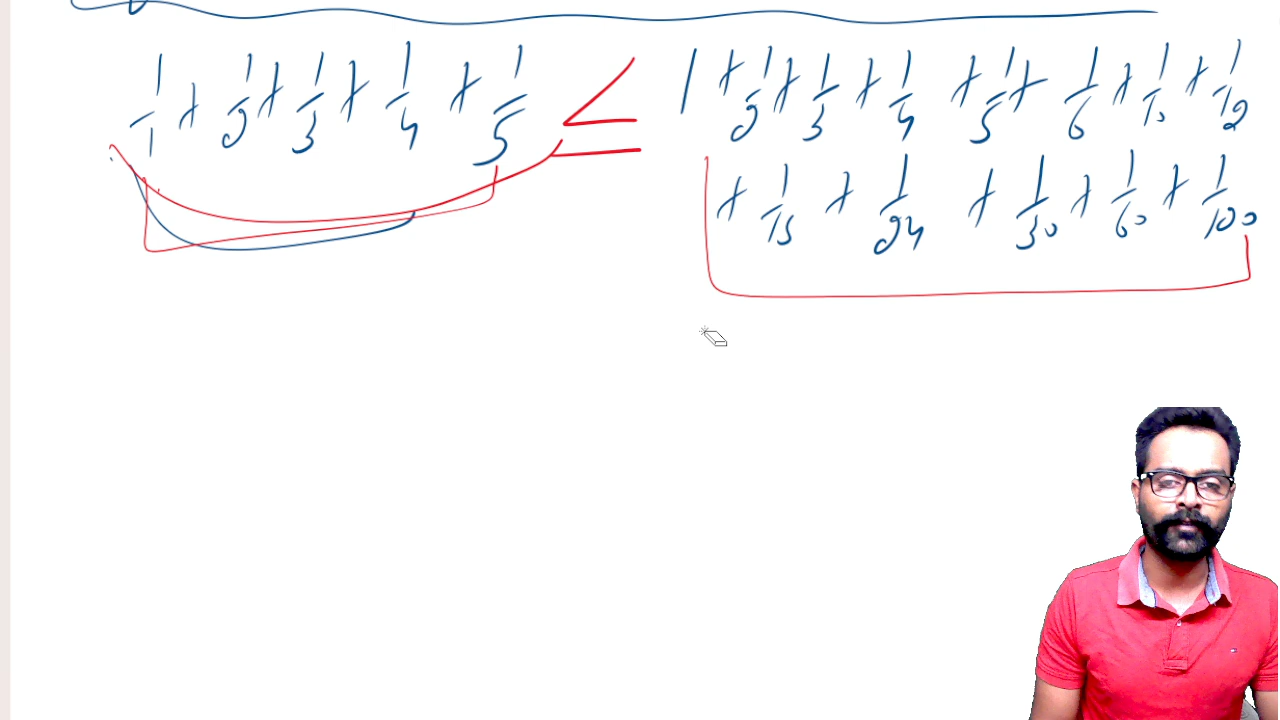 1/1 + 1/2 + 1/3 + 1/4 + 1/5 ≤ 1 + 1/2 + 1/3 + 1/4 + 1/5 + 1/6 + 1/10 + 1/12
+ 1/15 + 1/24 + 1/30 + 1/60 + 1/100